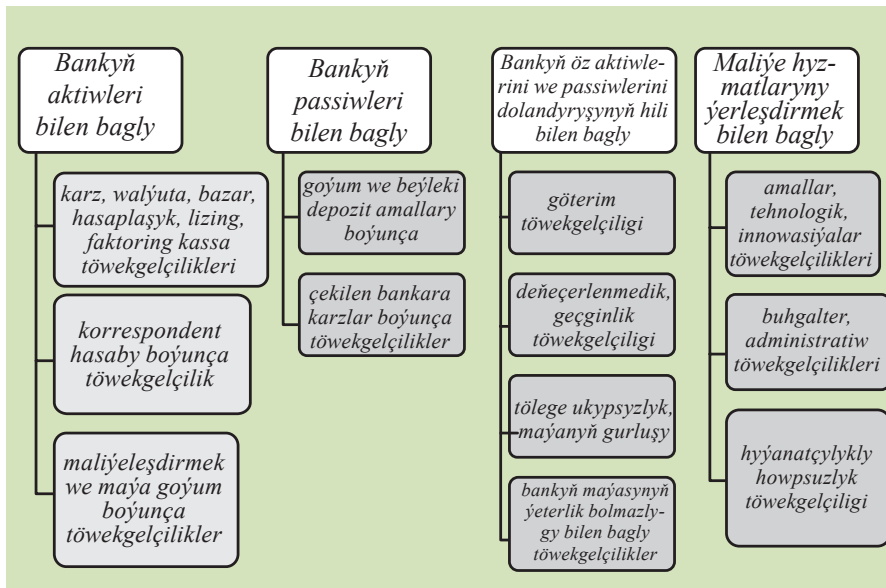 Bankyň
aktiwleri
bilen bagly
karz, walýuta, bazar,
hasaplaşyk, lizing,
faktoring kassa
töwekgelçilikleri
korrespondent
hasaby boýunça
töwekgelçilik
maliýeleşdirmek
we maýa goýum
boýunça
töwekgelçilikler
Bankyň
passiwleri
bilen bagly
goýum we beýleki
depozit amallary
boýunça
çekilen bankara
karzlar boýunça
töwekgelçilikler
Bankyň öz aktiwle-
rini we passiwlerini
dolandyryşynyň hili
bilen bagly
göterim
töwekgelçiligi
deňeçerlenmedik,
geçginlik
töwekgelçiligi
tölege ukypsyzlyk,
maýanyň gurluşy
bankyň maýasynyň
ýeterlik bolmazly-
gy bilen bagly
töwekgelçilikler
Maliýe hyz-
matlaryny
ýerleşdirmek
bilen bagly
amallar,
tehnologik,
innowasiýalar
töwekgelçilikleri
buhgalter,
administratiw
töwekgelçilikleri
hyýanatçylykly
howpsuzlyk
töwekgelçiligi